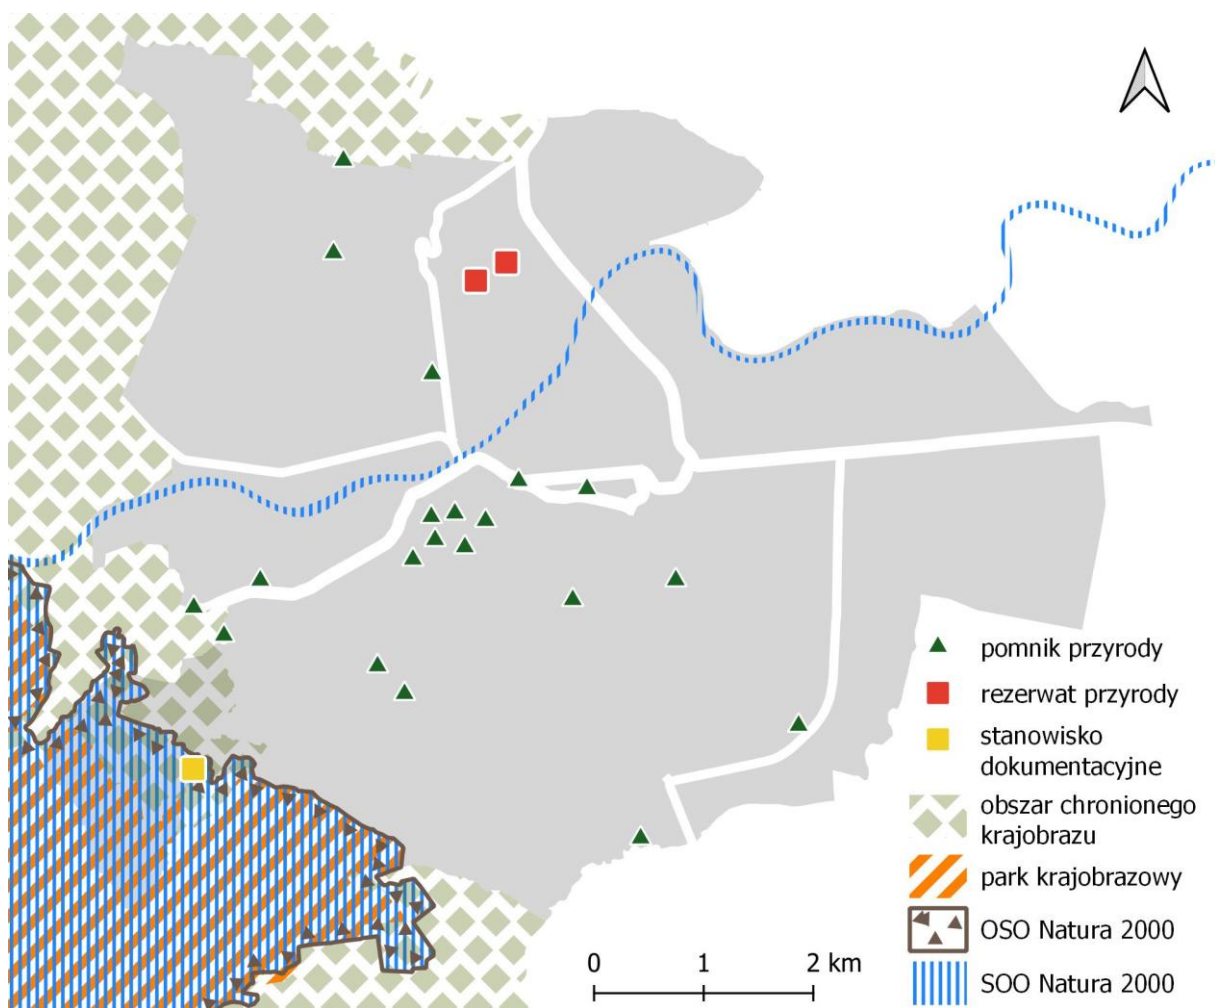 pomnik przyrody
rezerwat przyrody
stanowisko
dokumentacyjne
obszar chronionego
krajobrazu
park krajobrazowy
OSO Natura 2000
SOO Natura 2000
0 1 2 km